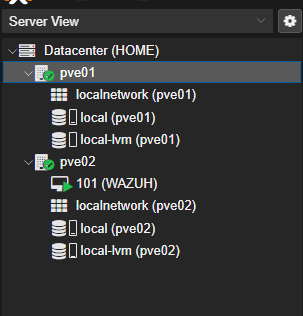 Server View
Datacenter (HOME)
pve01
localnetwork (pve01)
local (pve01)
local-lvm (pve01)
pve02
101 (WAZUH)
localnetwork (pve02)
local (pve02)
local-lvm (pve02)